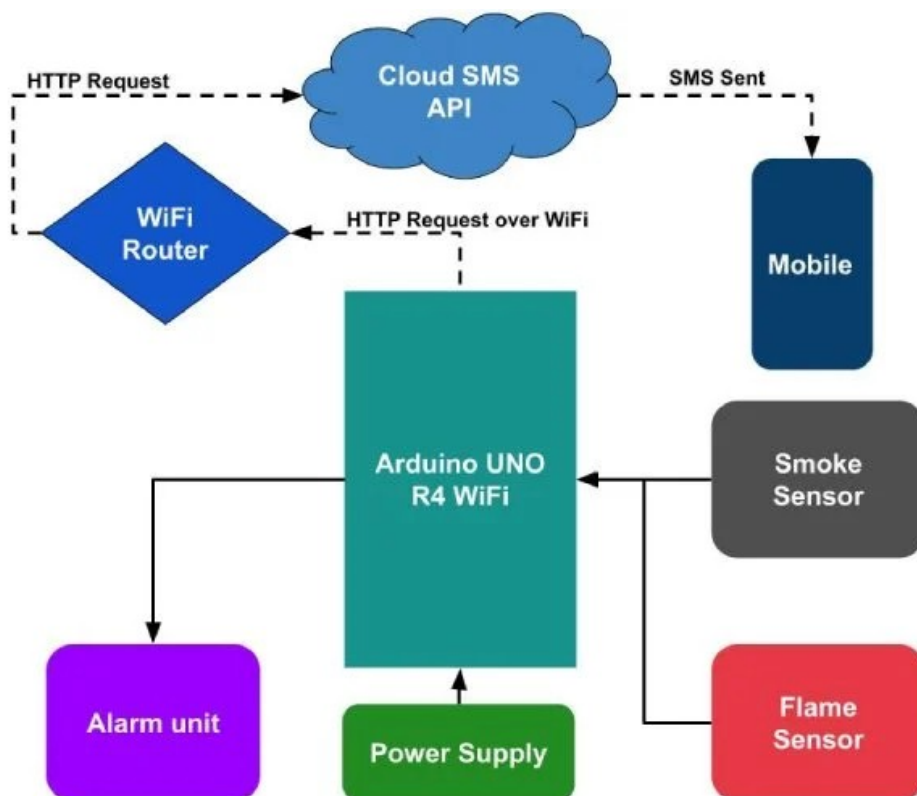 HTTP Request
Cloud SMS
API
SMS Sent
WiFi
Router
HTTP Request over WiFi
Mobile
Arduino UNO
R4 WiFi
Smoke
Sensor
Alarm unit
Power Supply
Flame
Sensor